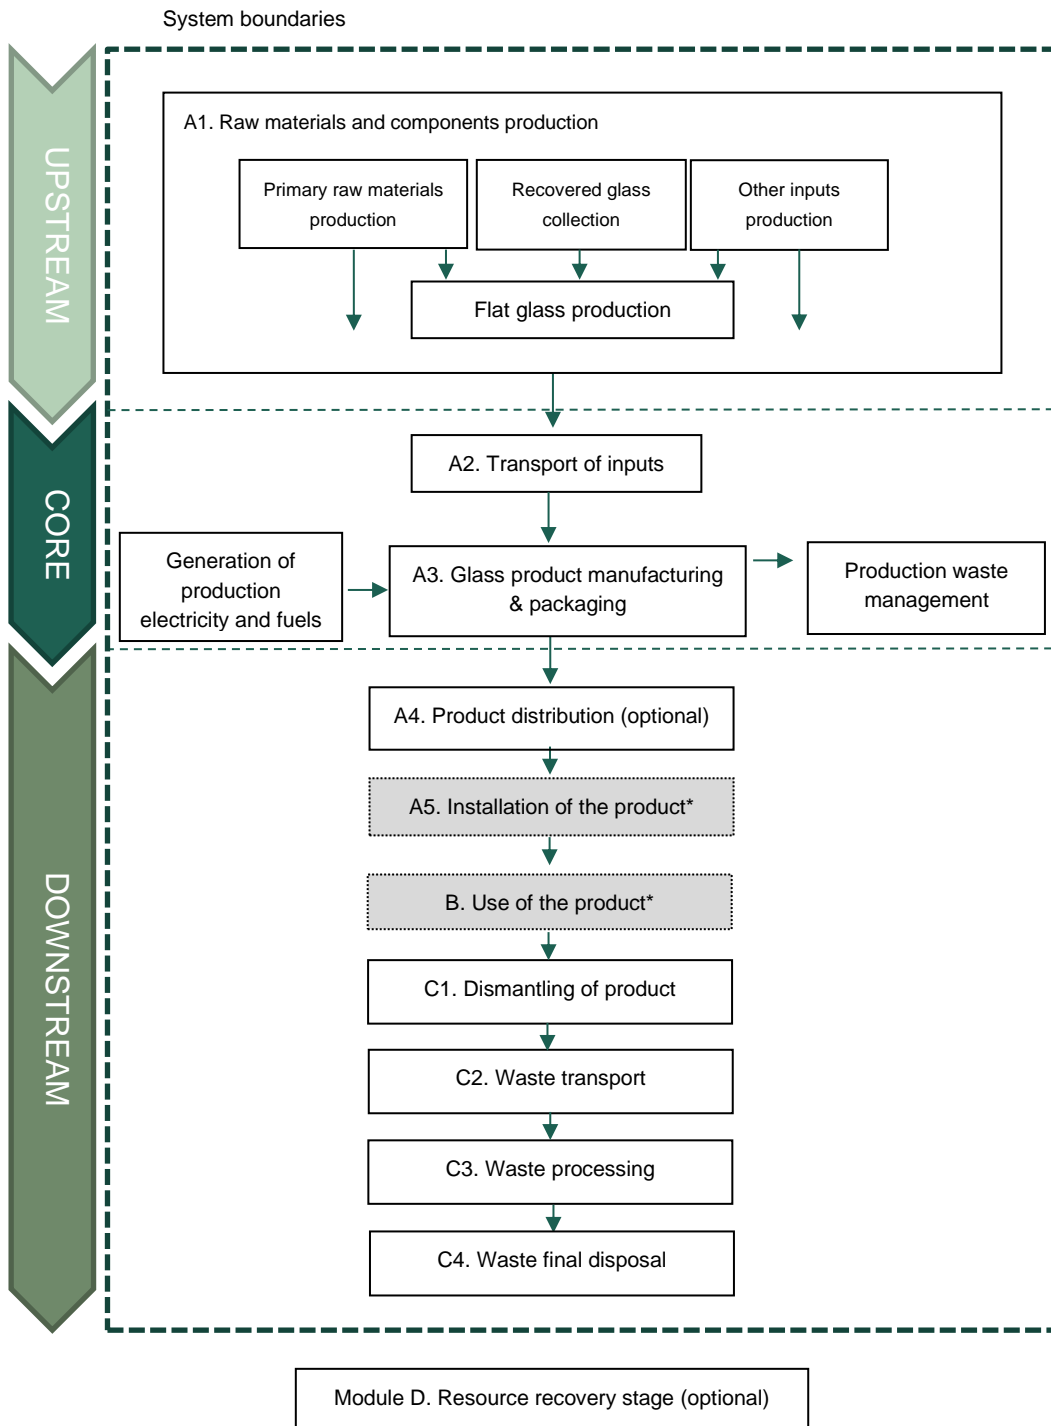 System boundaries
UPSTREAM
A1. Raw materials and components production
Primary raw materials
production
Recovered glass
collection
Other inputs
production
Flat glass production
CORE
A2. Transport of inputs
Generation of
production
electricity and fuels
A3. Glass product manufacturing
& packaging
Production waste
management
DOWNSTREAM
A4. Product distribution (optional)
A5. Installation of the product*
B. Use of the product*
C1. Dismantling of product
C2. Waste transport
C3. Waste processing
C4. Waste final disposal
Module D. Resource recovery stage (optional)